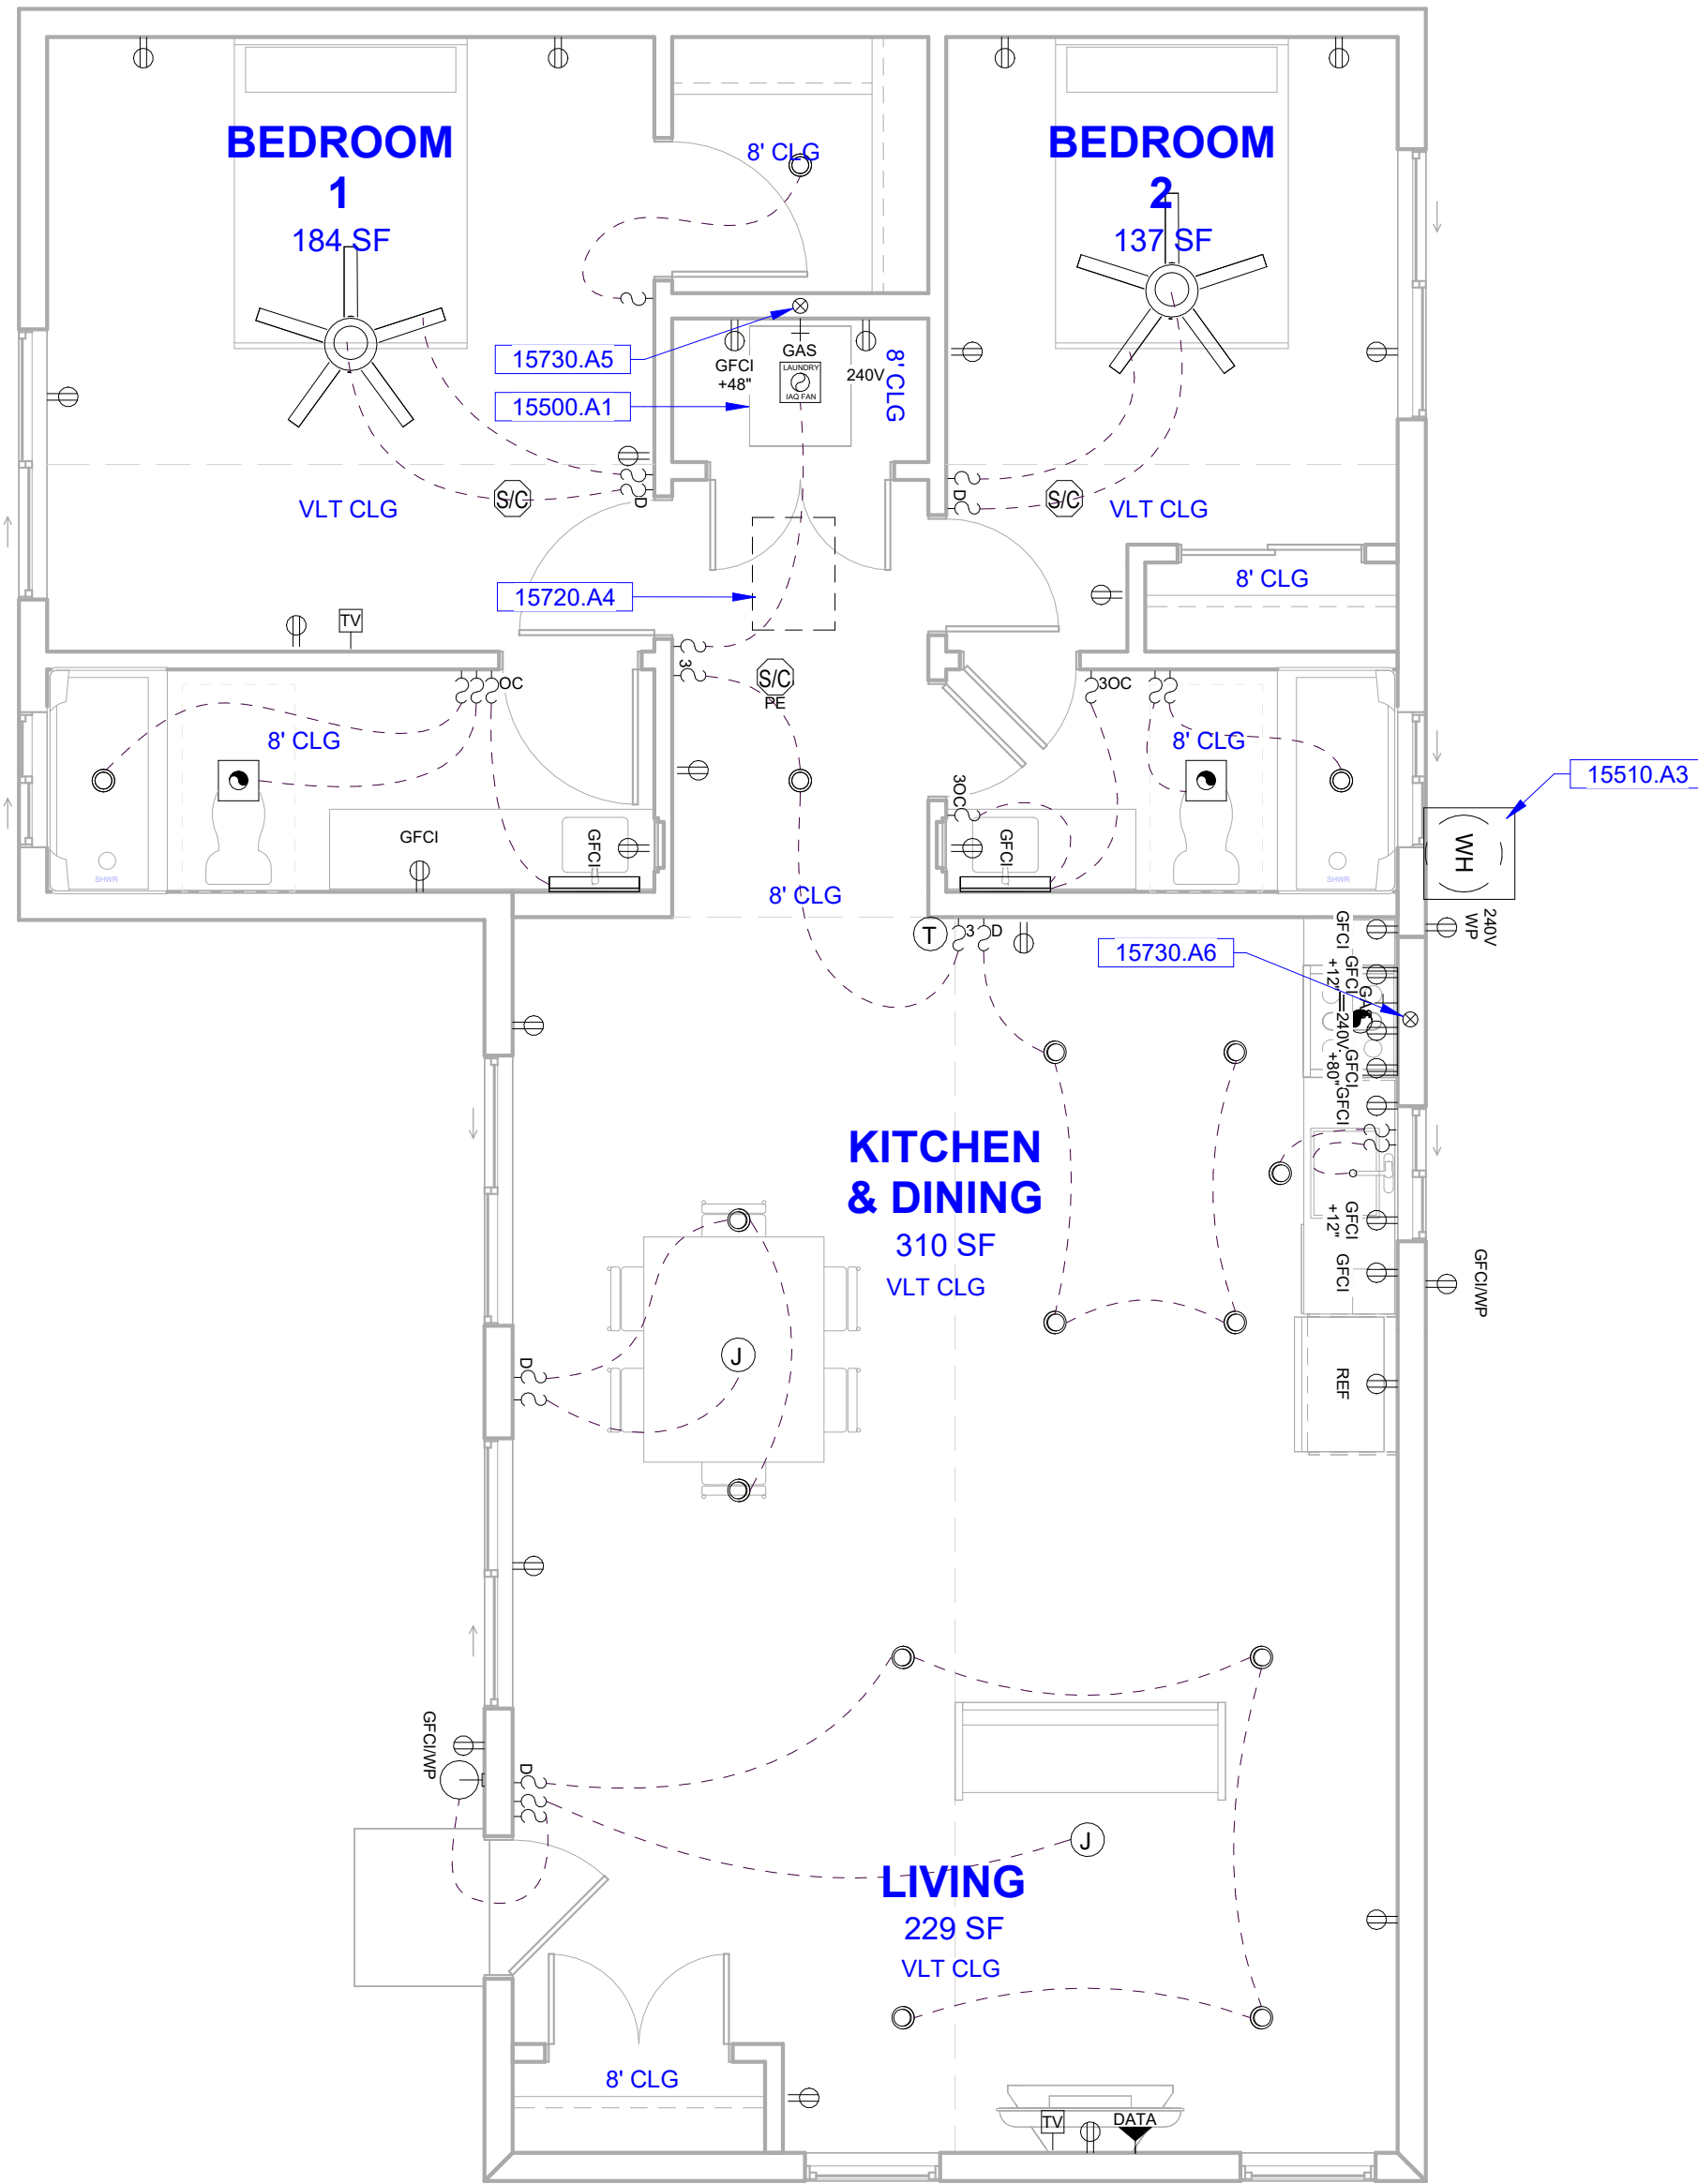 BEDROOM
1
184 SF
8' CLG
BEDROOM
2
137 SF
15730.A5
GFCI
+48"
GAS
LAUNDRY
IAQ FAN
240V
8' CLG
15500.A1
VLT CLG
S/C
D
D
S/C
VLT CLG
15720.A4
8' CLG
TV
3
S/C
PE
OC
8' CLG
3OC
8' CLG
15510.A3
3OC
GFCI
GFCI
GFCI
WH
SHWR
SHWR
8' CLG
T
3
D
15730.A6
GFCI
240V
WP
GFCI
+12"
GAS
240V
GFCI
+80"
GFCI
KITCHEN
& DINING
310 SF
VLT CLG
GFCI
+12"
GFCI
GFCI/WP
J
D
REF
GFCI/WP
D
J
LIVING
229 SF
VLT CLG
8' CLG
TV
DATA